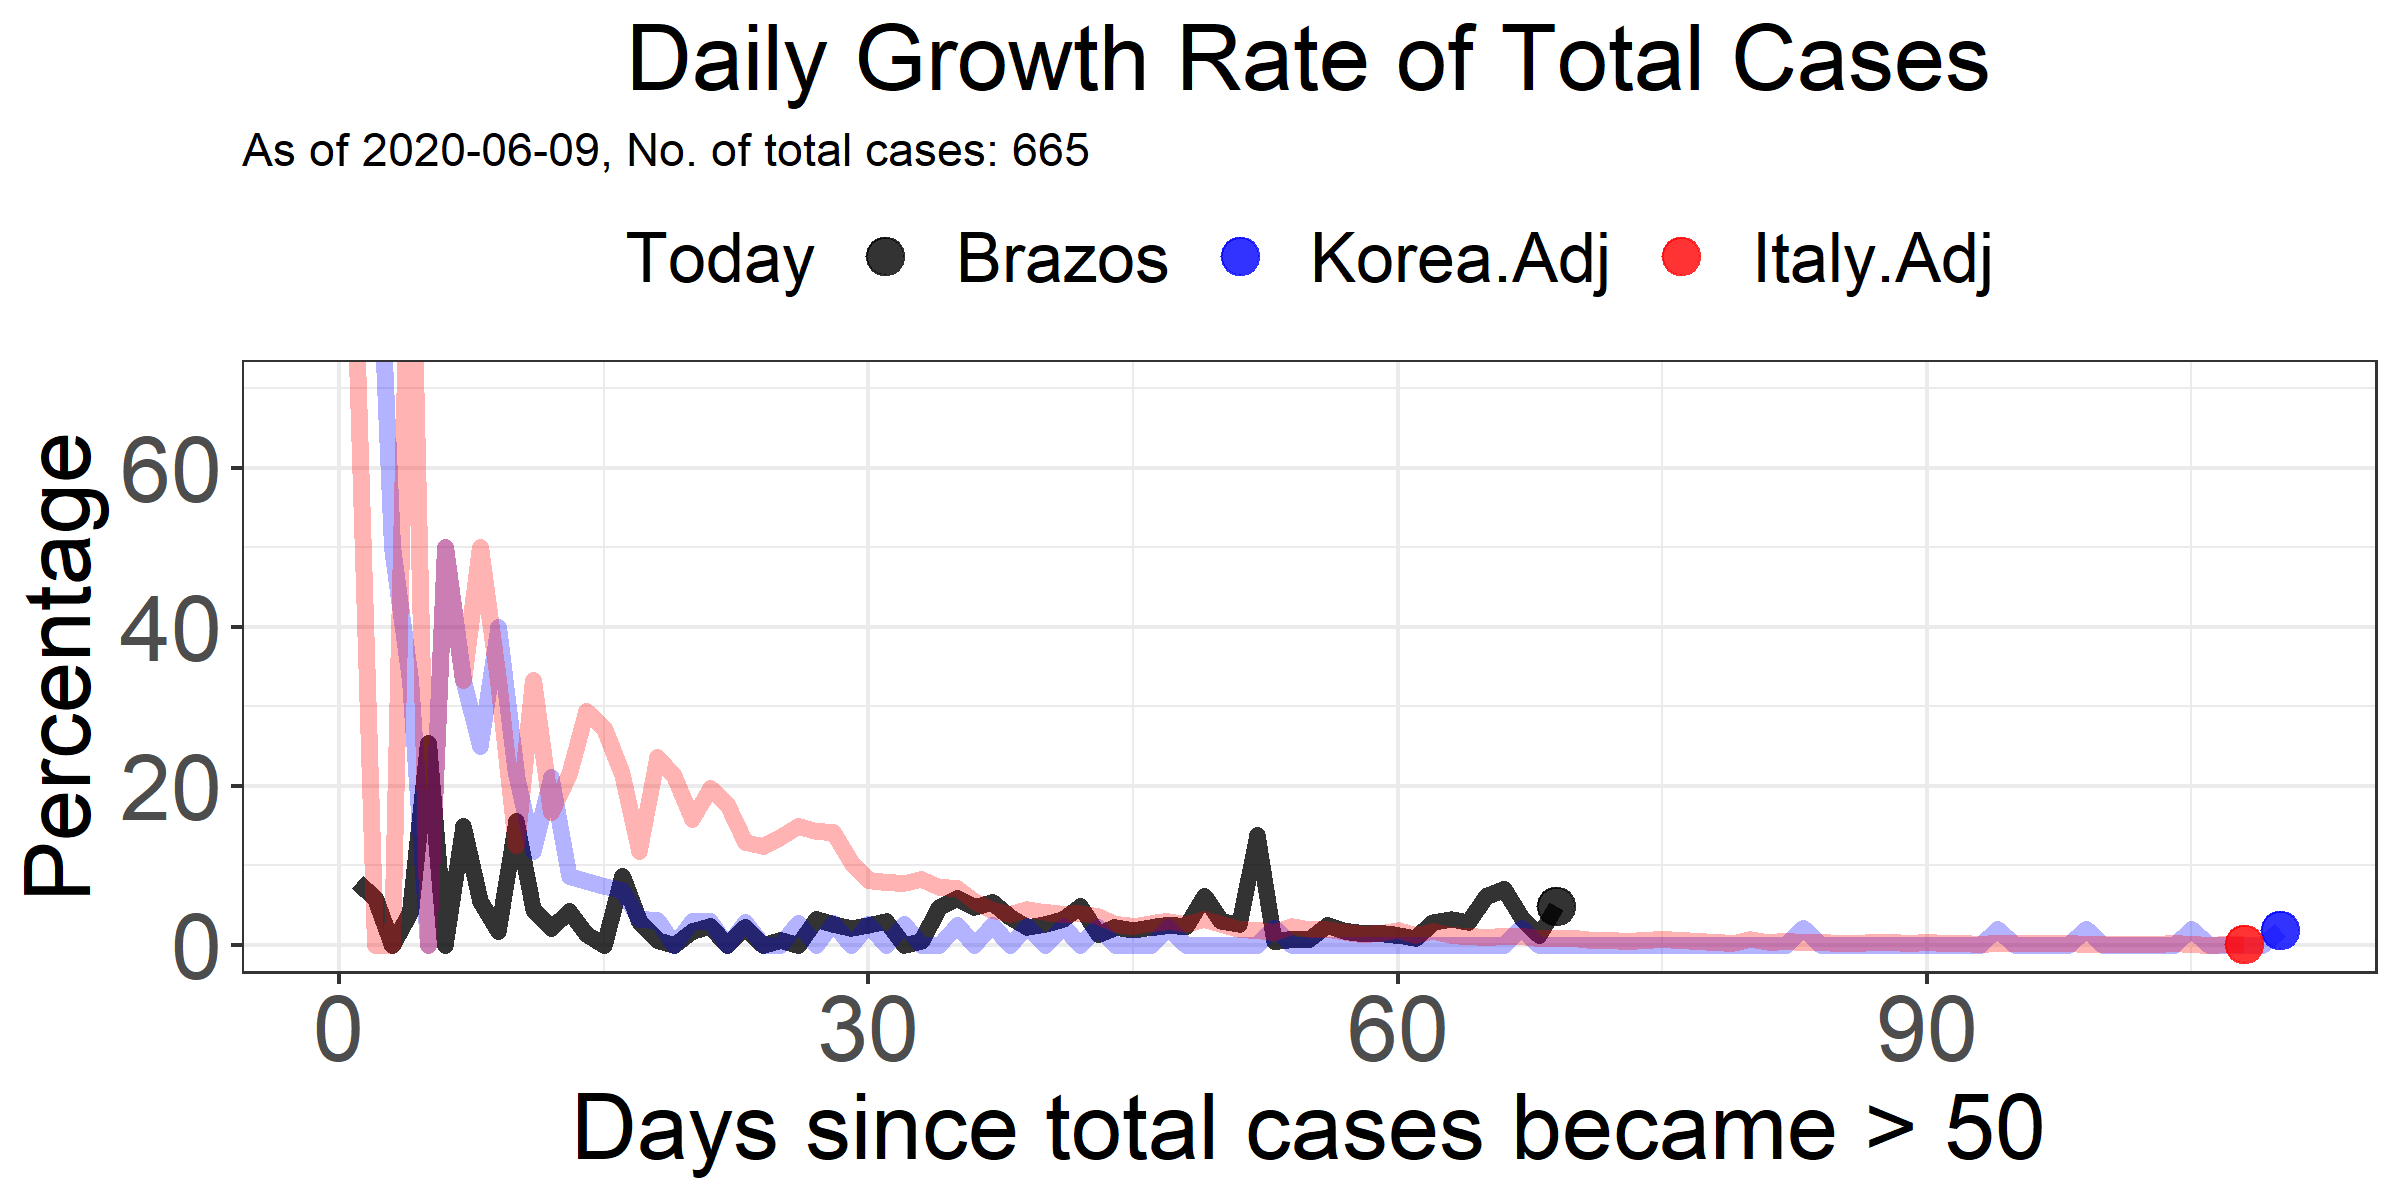 Daily Growth Rate of Total Cases
As of 2020-06-09, No. of total cases: 665
Today Brazos Korea.Adj Italy.Adj
Percentage
60
40
20
0
0 30 60 90
Days since total cases became > 50